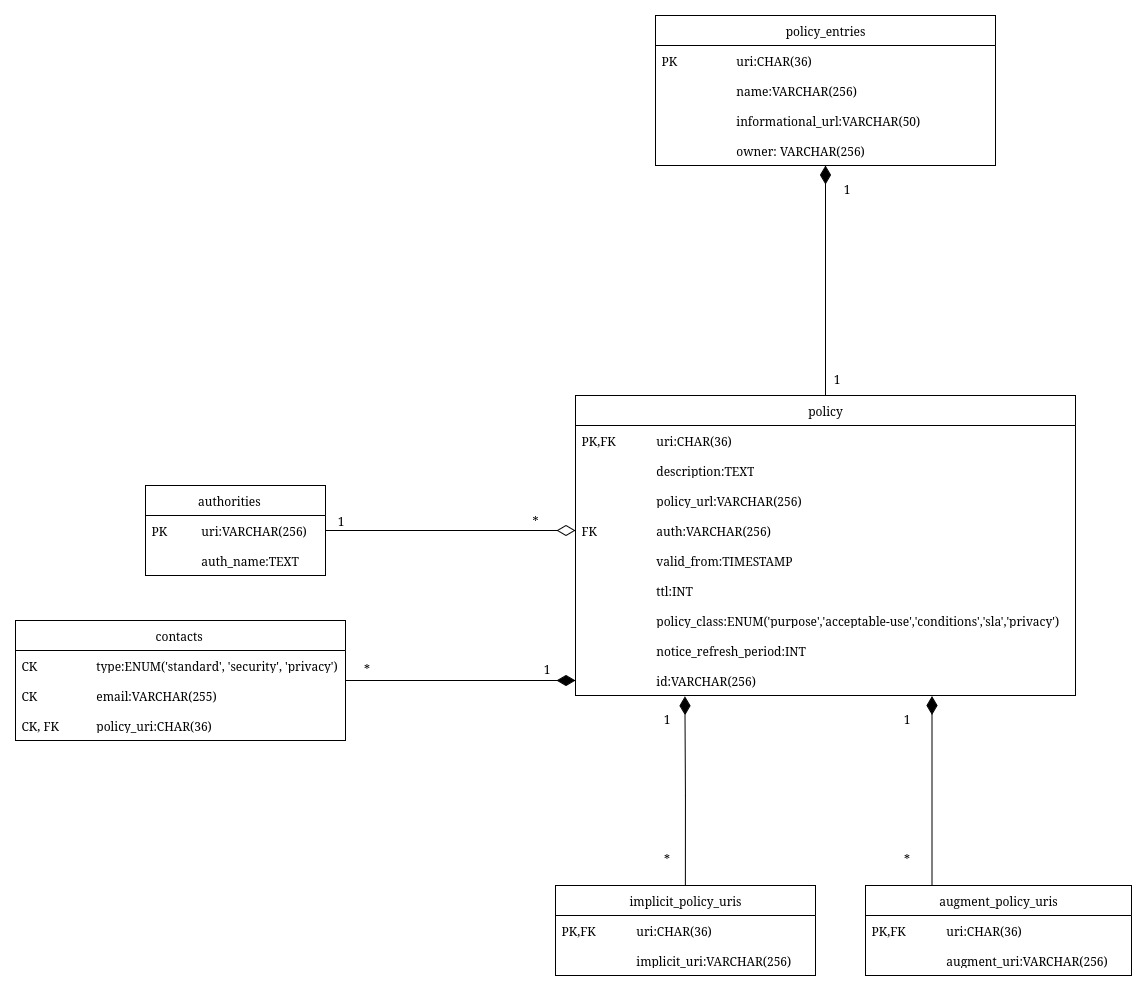 policy_entries
PK uri:CHAR(36)
name:VARCHAR(256)
informational_url:VARCHAR(50)
owner: VARCHAR(256)
1
1
policy
PK,FK uri:CHAR(36)
description:TEXT
policy_url:VARCHAR(256)
FK auth:VARCHAR(256)
valid_from:TIMESTAMP
ttl:INT
policy_class:ENUM('purpose','acceptable-use','conditions','sla','privacy')
notice_refresh_period:INT
id:VARCHAR(256)
authorities
PK uri:VARCHAR(256)
auth_name:TEXT
1 *
contacts
CK type:ENUM('standard', 'security', 'privacy')
CK email:VARCHAR(255)
CK, FK policy_uri:CHAR(36)
* 1
1 1
* *
implicit_policy_uris
PK,FK uri:CHAR(36)
implicit_uri:VARCHAR(256)
augment_policy_uris
PK,FK uri:CHAR(36)
augment_uri:VARCHAR(256)